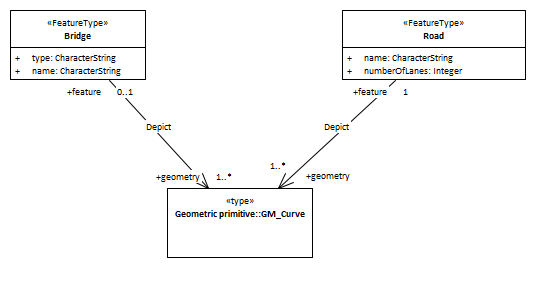 «FeatureType»
Bridge
+ type: CharacterString
+ name: CharacterString
«FeatureType»
Road
+ name: CharacterString
+ numberOfLanes: Integer
+feature 0..1
+feature 1
Depict
Depict
+geometry 1..*
1..* +geometry
«type»
Geometric primitive::GM_Curve